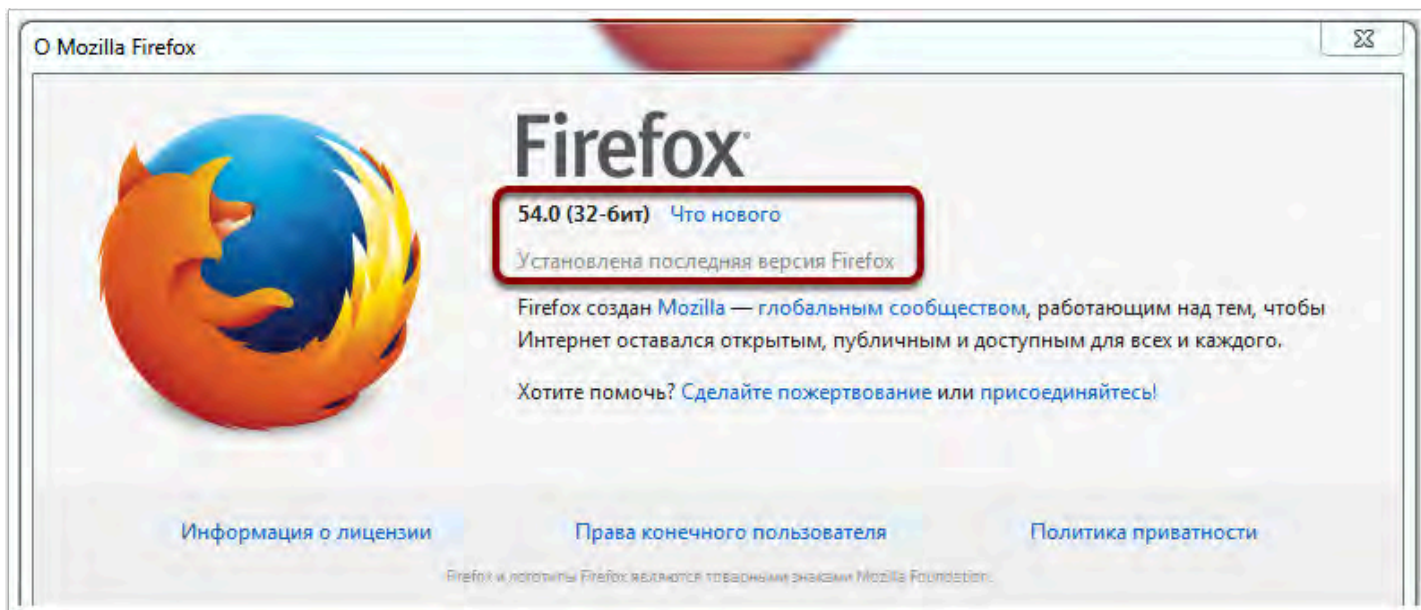 О Mozilla Firefox
Firefox
54.0 (32-бит) Что нового
Установлена последняя версия Firefox
Firefox создан Mozilla — глобальным сообществом, работающим над тем, чтобы
Интернет оставался открытым, публичным и доступным для всех и каждого.
Хотите помочь? Сделайте пожертвование или присоединяйтесь!
Информация о лицензии Права конечного пользователя Политика приватности
Firefox и логотипы Firefox являются товарными знаками Mozilla Foundation.